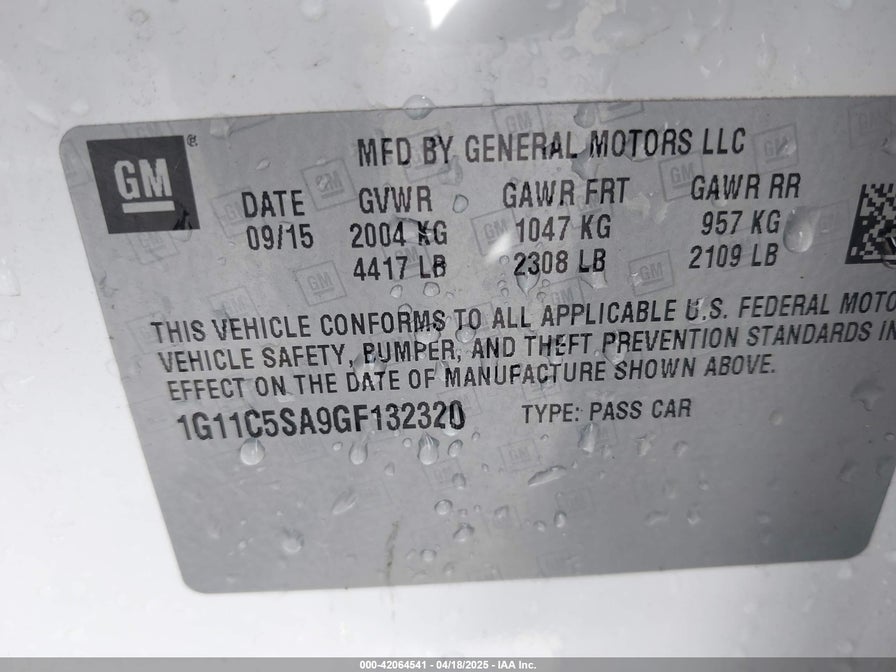 GM ®
MFD BY GENERAL MOTORS LLC
DATE GVWR GAWR FRT GAWR RR
09/15 2004 KG 1047 KG 957 KG
4417 LB 2308 LB 2109 LB
THIS VEHICLE CONFORMS TO ALL APPLICABLE U.S. FEDERAL MOTO
VEHICLE SAFETY, BUMPER, AND THEFT PREVENTION STANDARDS IN
EFFECT ON THE DATE OF MANUFACTURE SHOWN ABOVE.
1G11C5SA9GF132320 TYPE: PASS CAR
000-42064541 - 04/18/2025 - IAA Inc.